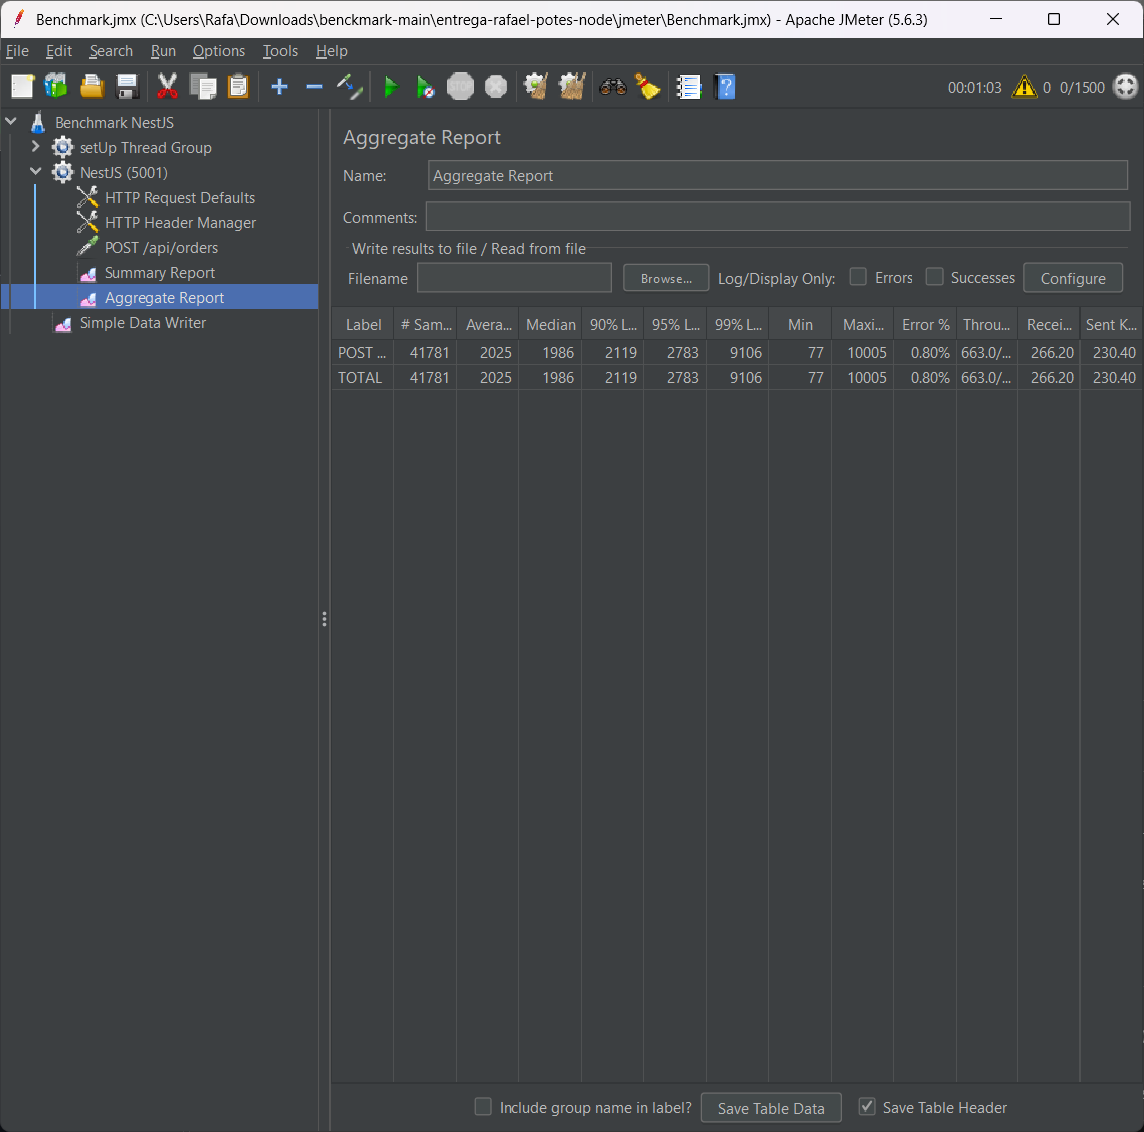 Benchmark.jmx (C:\Users\Rafa\Downloads\benckmark-main\entrega-rafael-potes-node\jmeter\Benchmark.jmx) - Apache JMeter (5.6.3)
File Edit Search Run Options Tools Help
STOP 00:01:03 0 0/1500
Benchmark NestJS
setUp Thread Group
NestJS (5001)
HTTP Request Defaults
HTTP Header Manager
POST /api/orders
Summary Report
Aggregate Report
Simple Data Writer
Aggregate Report
Name: Aggregate Report
Comments:
Write results to file / Read from file
Filename Browse... Log/Display Only: Errors Successes Configure
Label # Sam... Avera... Median 90% L... 95% L... 99% L... Min Maxi... Error % Throu... Recei... Sent K...
POST ... 41781 2025 1986 2119 2783 9106 77 10005 0.80% 663.0/... 266.20 230.40
TOTAL 41781 2025 1986 2119 2783 9106 77 10005 0.80% 663.0/... 266.20 230.40
Include group name in label? Save Table Data Save Table Header